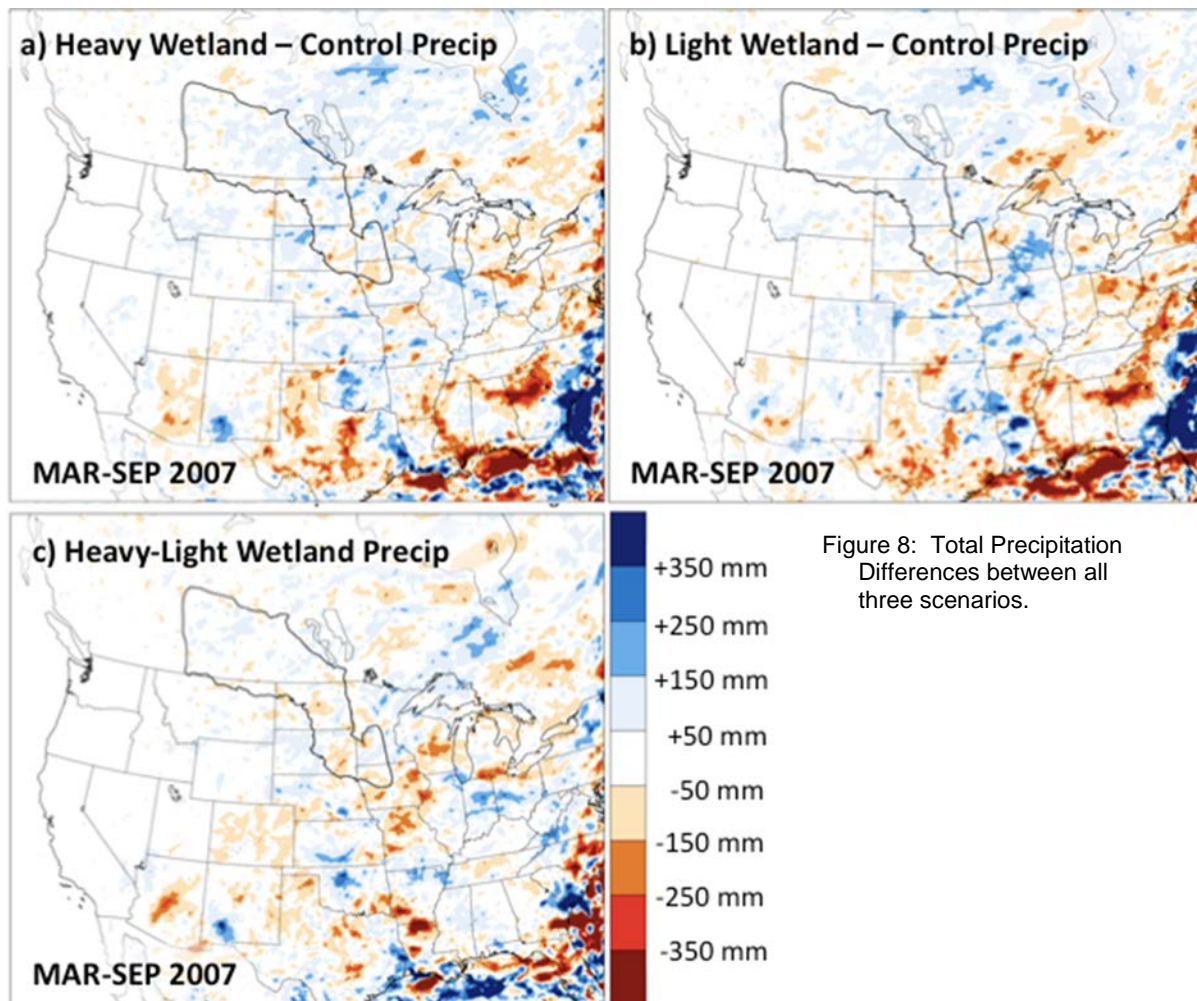 a) Heavy Wetland – Control Precip
MAR-SEP 2007
b) Light Wetland – Control Precip
MAR-SEP 2007
c) Heavy-Light Wetland Precip
MAR-SEP 2007
+350 mm
+250 mm
+150 mm
+50 mm
-50 mm
-150 mm
-250 mm
-350 mm
Figure 8: Total Precipitation
Differences between all
three scenarios.